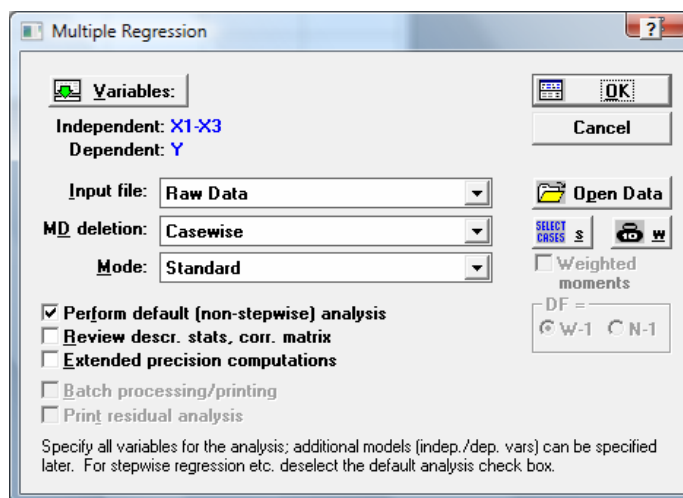 Multiple Regression
?
Variables:
OK
Independent: X1-X3
Cancel
Dependent: Y
Input file: Raw Data
Open Data
MD deletion: Casewise
SELECT CASES S
W
Mode: Standard
Weighted moments
Perform default (non-stepwise) analysis
DF =
W-1 N-1
Review descr. stats, corr. matrix
Extended precision computations
Batch processing/printing
Print residual analysis
Specify all variables for the analysis; additional models (indep./dep. vars) can be specified
later. For stepwise regression etc. deselect the default analysis check box.